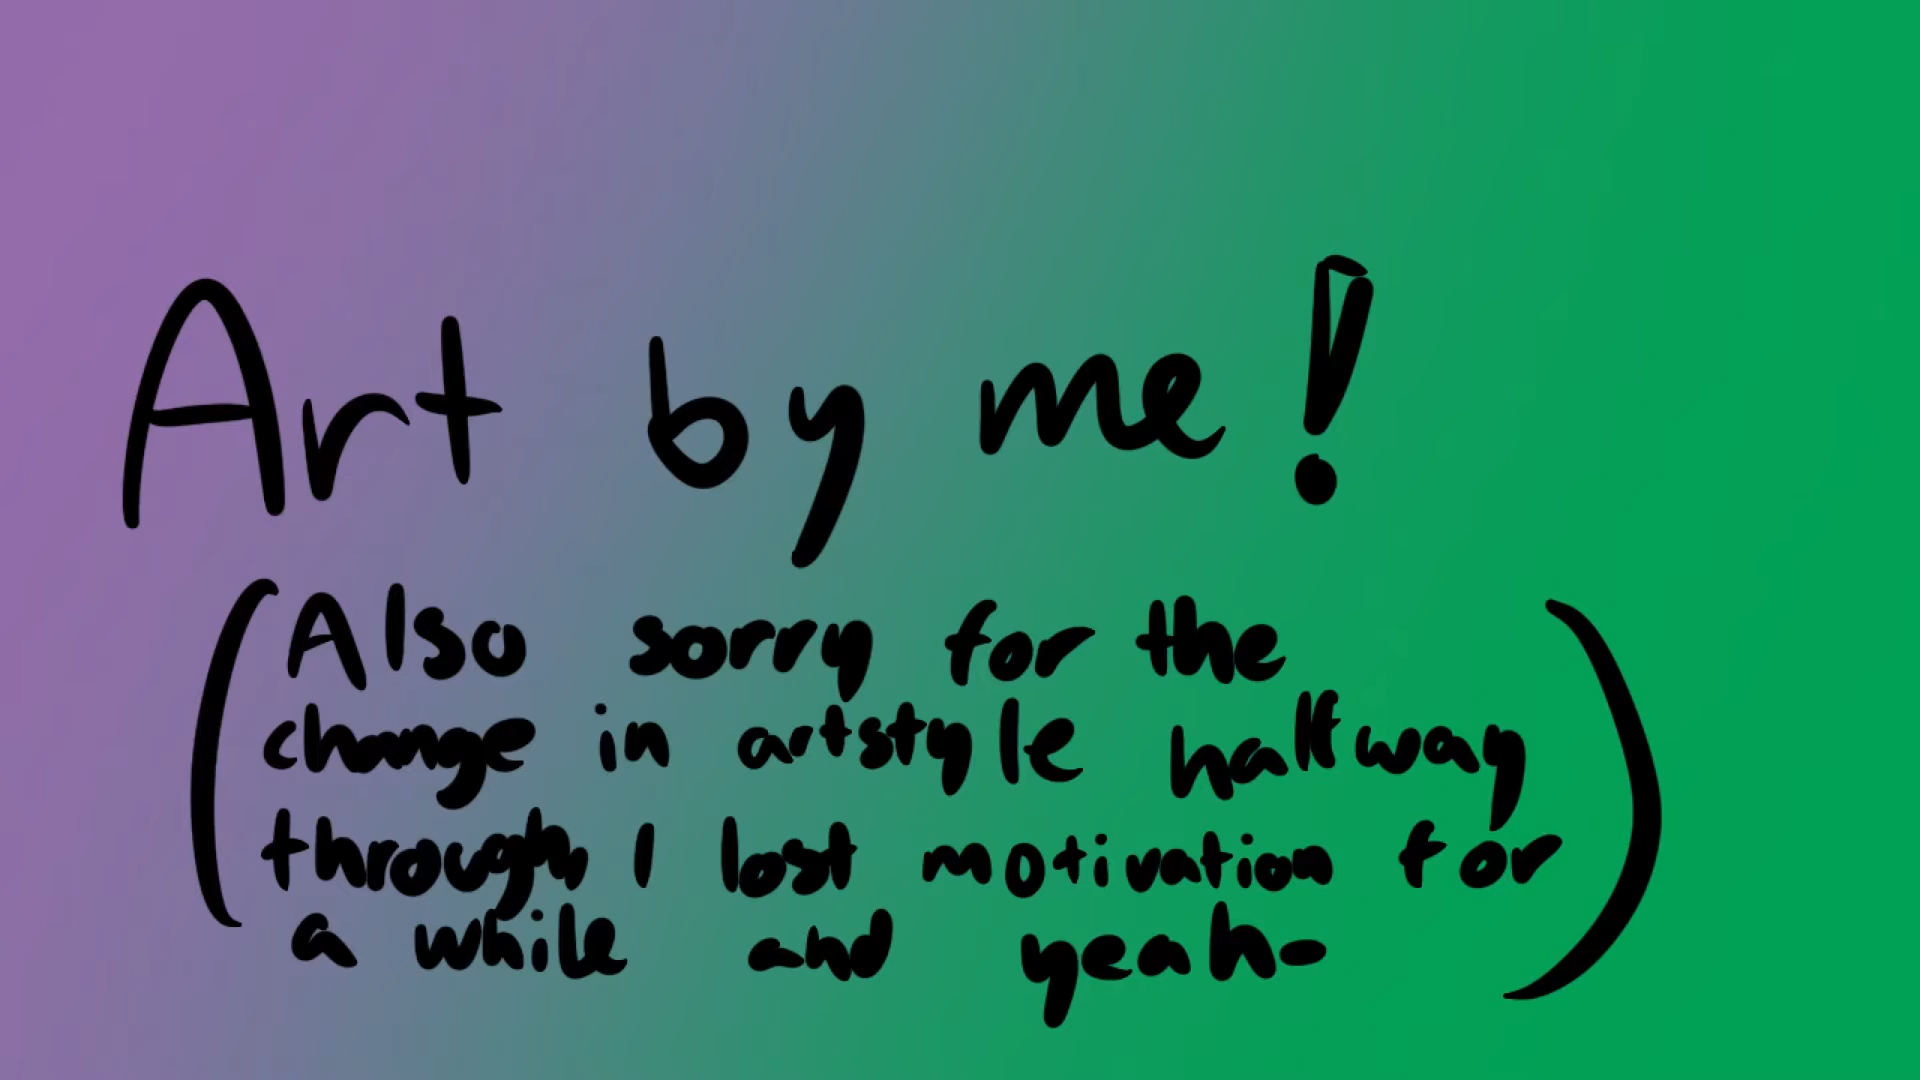 Art by me!
(Also sorry for the
change in artstyle halfway
through I lost motivation for
a while and yeah-)